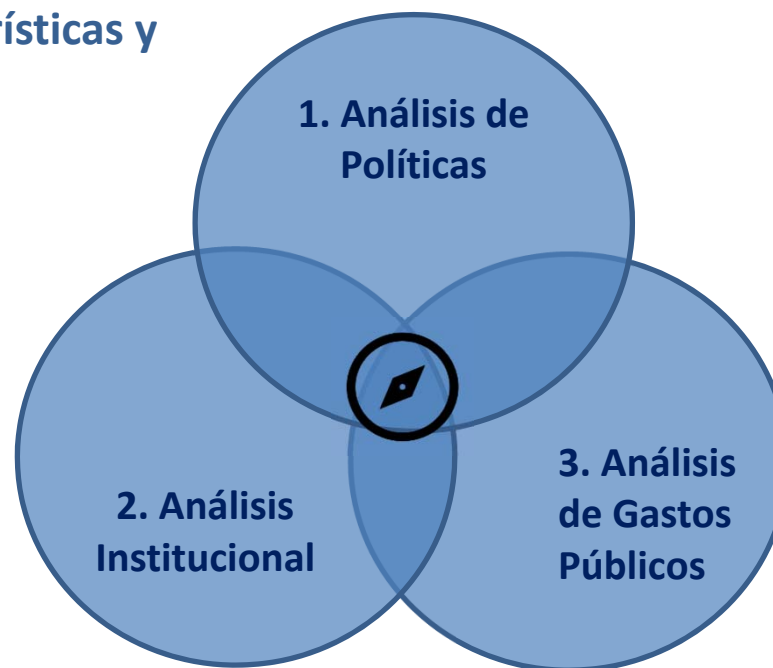 rísticas y
1. Análisis de
Políticas
2. Análisis
Institucional
3. Análisis
de Gastos
Públicos